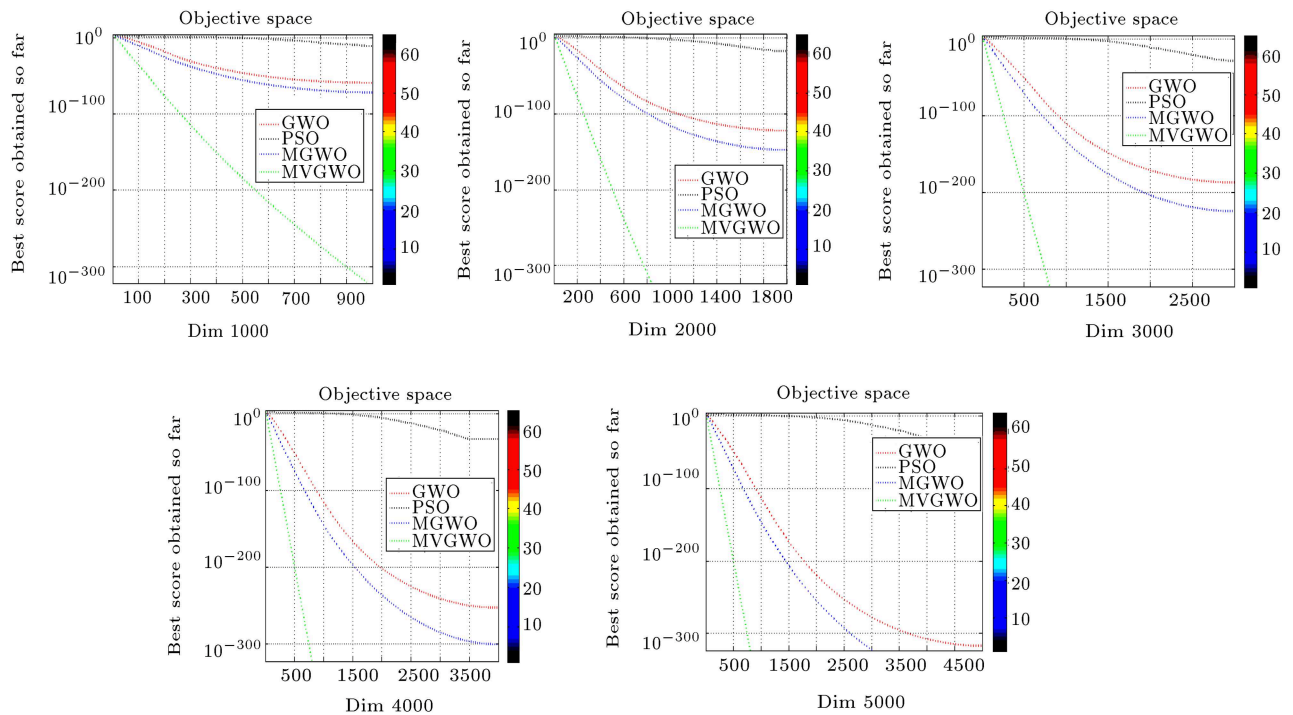 Objective space
Best score obtained so far
10^0
10^-100
10^-200
10^-300
GWO
PSO
MGWO
MVGWO
100 300 500 700 900
60
50
40
30
20
10
Dim 1000
Objective space
Best score obtained so far
10^0
10^-100
10^-200
10^-300
GWO
PSO
MGWO
MVGWO
200 600 1000 1400 1800
60
50
40
30
20
10
Dim 2000
Objective space
Best score obtained so far
10^0
10^-100
10^-200
10^-300
GWO
PSO
MGWO
MVGWO
500 1500 2500
60
50
40
30
20
10
Dim 3000
Objective space
Best score obtained so far
10^0
10^-100
10^-200
10^-300
GWO
PSO
MGWO
MVGWO
500 1500 2500 3500
60
50
40
30
20
10
Dim 4000
Objective space
Best score obtained so far
10^0
10^-100
10^-200
10^-300
GWO
PSO
MGWO
MVGWO
500 1500 2500 3500 4500
60
50
40
30
20
10
Dim 5000